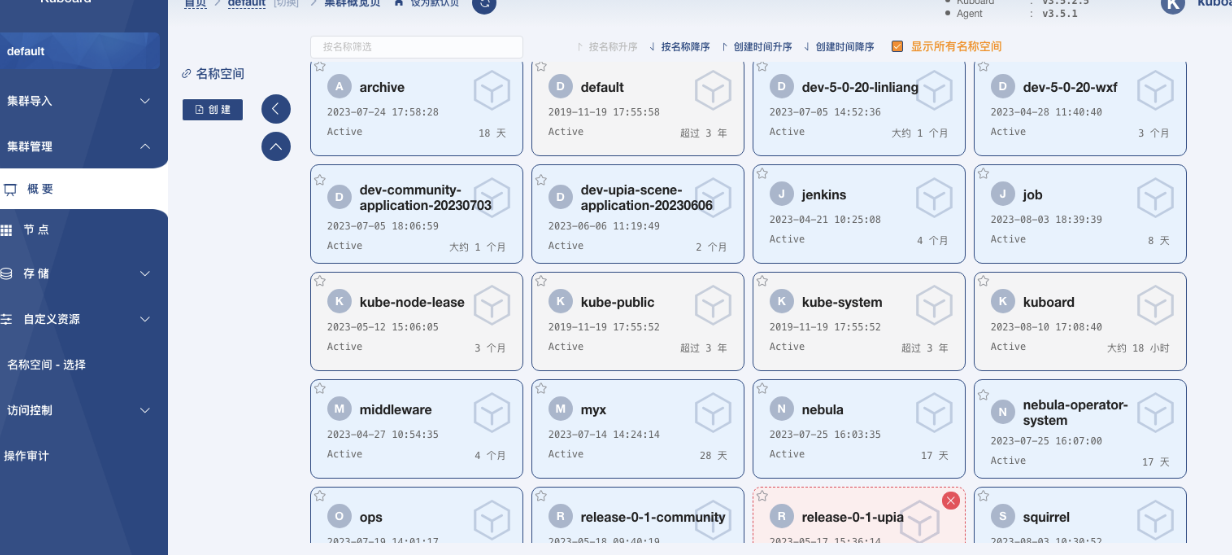 首页 / default [切换] / 集群概览页 设为默认页
Kuboard : v3.5.2.5
Agent : v3.5.1
K
default
集群导入
集群管理
概 要
节 点
存 储
自定义资源
名称空间 - 选择
访问控制
操作审计
名称空间
创 建
按名称筛选
按名称升序 按名称降序 创建时间升序 创建时间降序 显示所有名称空间
A archive
2023-07-24 17:58:28
Active 18 天
D default
2019-11-19 17:55:58
Active 超过 3 年
D dev-5-0-20-linliang
2023-07-05 14:52:36
Active 大约 1 个月
D dev-5-0-20-wxf
2023-04-28 11:40:40
Active 3 个月
D dev-community-
application-20230703
2023-07-05 18:06:59
Active 大约 1 个月
D dev-upia-scene-
application-20230606
2023-06-06 11:19:49
Active 2 个月
J jenkins
2023-04-21 10:25:08
Active 4 个月
J job
2023-08-03 18:39:39
Active 8 天
K kube-node-lease
2023-05-12 15:06:05
Active 3 个月
K kube-public
2019-11-19 17:55:52
Active 超过 3 年
K kube-system
2019-11-19 17:55:52
Active 超过 3 年
K kuboard
2023-08-10 17:08:40
Active 大约 18 小时
M middleware
2023-04-27 10:54:35
Active 4 个月
M myx
2023-07-14 14:24:14
Active 28 天
N nebula
2023-07-25 16:03:35
Active 17 天
N nebula-operator-
system
2023-07-25 16:07:00
Active 17 天
O ops
2023-07-19 14:01:17
R release-0-1-community
2023-05-18 09:40:19
R release-0-1-upia
2023-05-17 15:36:14
S squirrel
2023-08-03 10:30:52